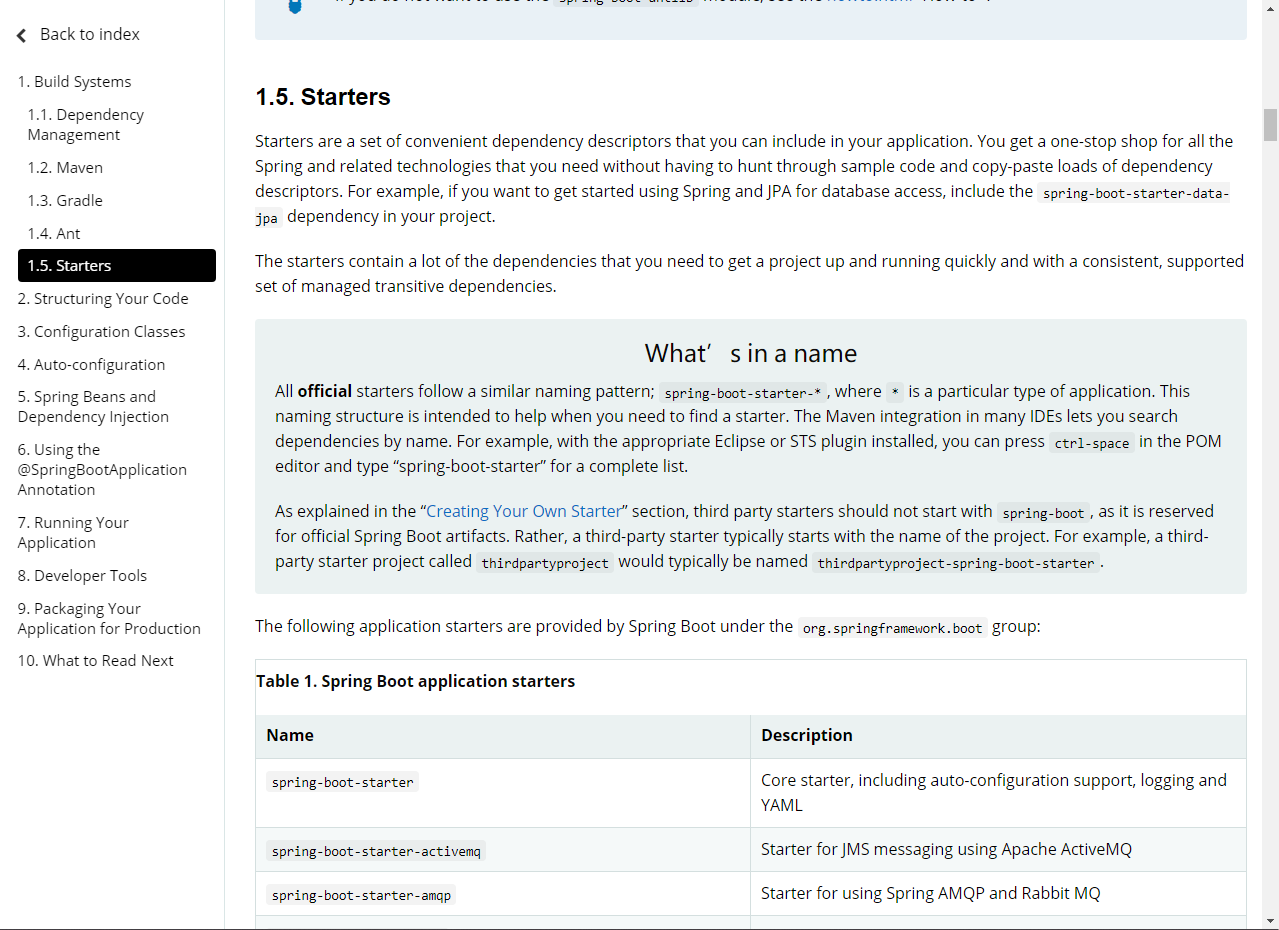 Back to index
1. Build Systems
1.1. Dependency
Management
1.2. Maven
1.3. Gradle
1.4. Ant
1.5. Starters
2. Structuring Your Code
3. Configuration Classes
4. Auto-configuration
5. Spring Beans and
Dependency Injection
6. Using the
@SpringBootApplication
Annotation
7. Running Your
Application
8. Developer Tools
9. Packaging Your
Application for Production
10. What to Read Next
1.5. Starters
Starters are a set of convenient dependency descriptors that you can include in your application. You get a one-stop shop for all the
Spring and related technologies that you need without having to hunt through sample code and copy-paste loads of dependency
descriptors. For example, if you want to get started using Spring and JPA for database access, include the spring-boot-starter-data-
jpa dependency in your project.
The starters contain a lot of the dependencies that you need to get a project up and running quickly and with a consistent, supported
set of managed transitive dependencies.
What’s in a name
All official starters follow a similar naming pattern; spring-boot-starter-*, where * is a particular type of application. This
naming structure is intended to help when you need to find a starter. The Maven integration in many IDEs lets you search
dependencies by name. For example, with the appropriate Eclipse or STS plugin installed, you can press ctrl-space in the POM
editor and type “spring-boot-starter” for a complete list.
As explained in the “Creating Your Own Starter” section, third party starters should not start with spring-boot, as it is reserved
for official Spring Boot artifacts. Rather, a third-party starter typically starts with the name of the project. For example, a third-
party starter project called thirdpartyproject would typically be named thirdpartyproject-spring-boot-starter.
The following application starters are provided by Spring Boot under the org.springframework.boot group:
Table 1. Spring Boot application starters
Name Description
spring-boot-starter Core starter, including auto-configuration support, logging and
YAML
spring-boot-starter-activemq Starter for JMS messaging using Apache ActiveMQ
spring-boot-starter-amqp Starter for using Spring AMQP and Rabbit MQ